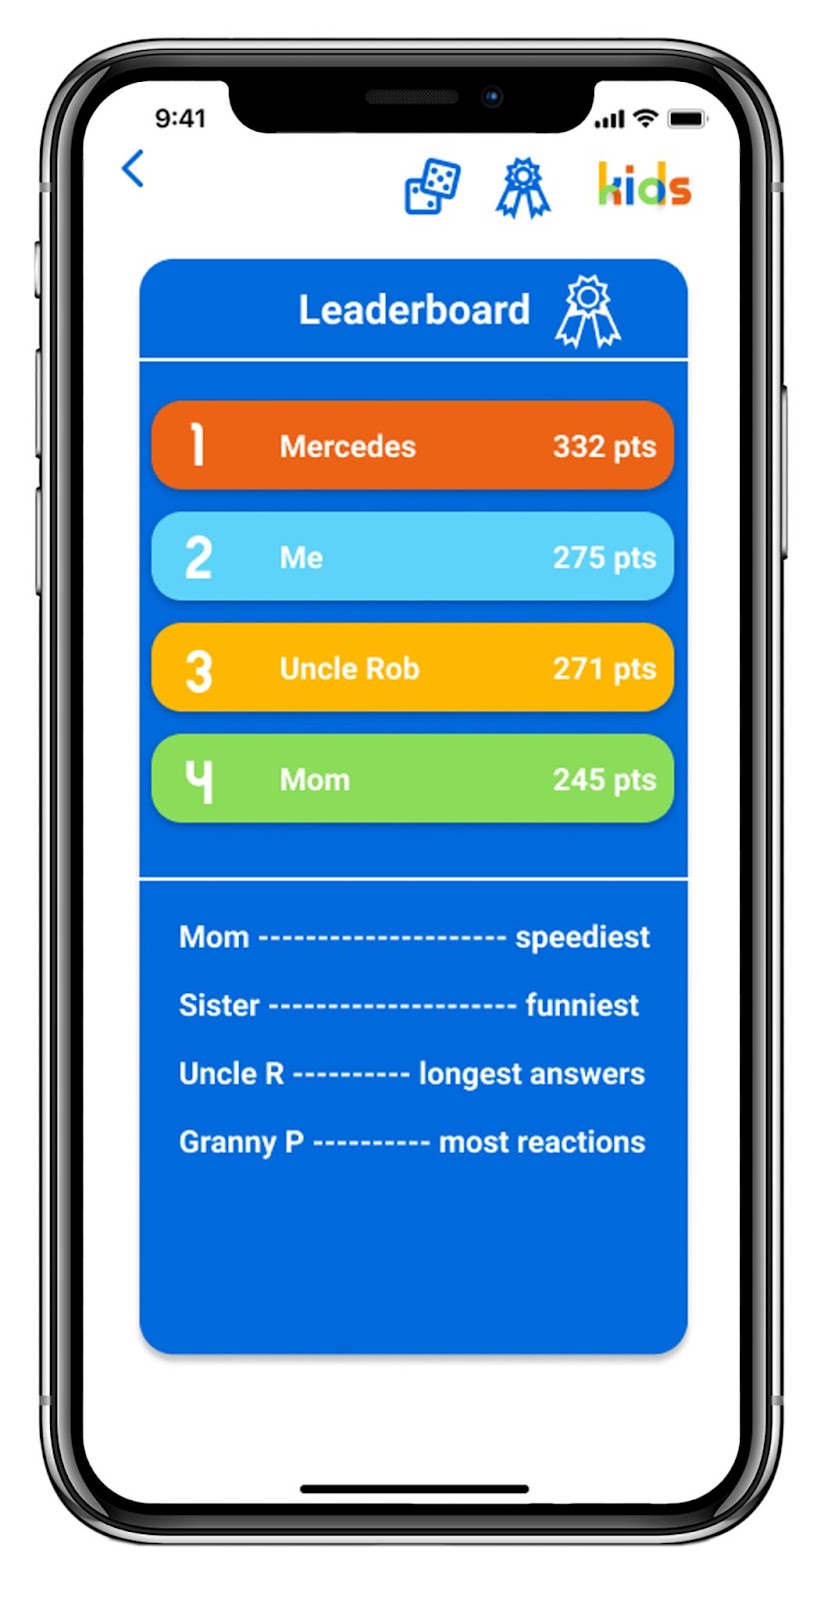 9:41
kids
Leaderboard
1 Mercedes 332 pts
2 Me 275 pts
3 Uncle Rob 271 pts
4 Mom 245 pts
Mom --------------------- speediest
Sister --------------------- funniest
Uncle R ---------- longest answers
Granny P ---------- most reactions